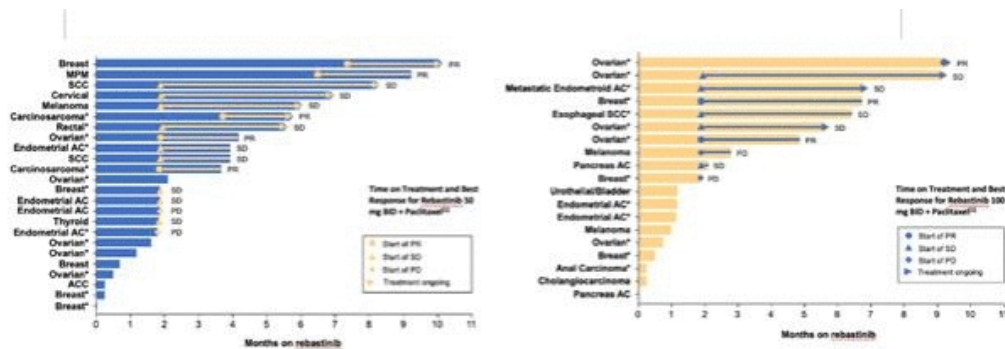 Breast
PR
MPM
PR
SCC
SD
Cervical
SD
Melanoma
SD
Carcinosarcoma*
PR
Rectal*
SD
Ovarian*
PR
Endometrial AC*
SD
SCC
SD
Carcinosarcoma*
PR
Ovarian*
Breast*
SD
Endometrial AC
SD
Endometrial AC
PD
Thyroid
SD
Endometrial AC*
PD
Ovarian*
Ovarian*
Breast
Ovarian*
ACC
Breast*
Breast*
0 1 2 3 4 5 6 7 8 9 10 11
Months on rebastinib
Time on Treatment and Best
Response for Rebastinib 50
mg BID + Paclitaxel
Start of PR
Start of SD
Start of PD
Treatment ongoing
Ovarian*
PR
Ovarian*
SD
Metastatic Endometroid AC*
SD
Breast*
PR
Esophageal SCC*
SD
Ovarian*
SD
Ovarian*
PR
Melanoma
PD
Pancreas AC
SD
Breast*
PD
Urothelial/Bladder
Endometrial AC*
Endometrial AC*
Melanoma
Ovarian*
Breast*
Anal Carcinoma*
Cholangiocarcinoma
Pancreas AC
0 1 2 3 4 5 6 7 8 9 10 11
Months on rebastinib
Time on Treatment and Best
Response for Rebastinib 100
mg BID + Paclitaxel
Start of PR
Start of SD
Start of PD
Treatment ongoing